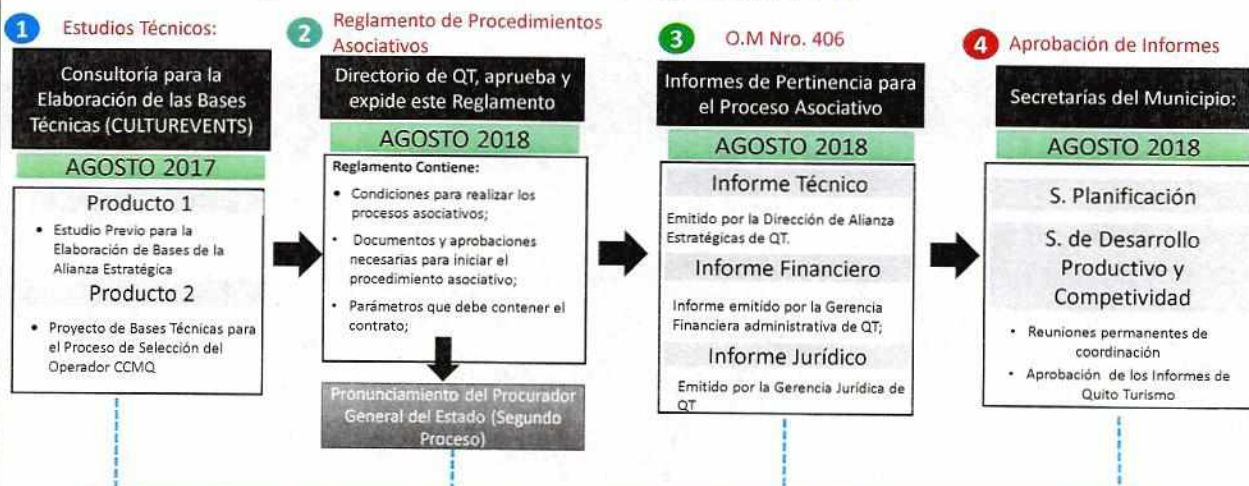 1 Estudios Técnicos:
Consultoría para la
Elaboración de las Bases
Técnicas (CULTUREVENTS)
AGOSTO 2017
Producto 1
• Estudio Previo para la
Elaboración de Bases de la
Alianza Estratégica
Producto 2
• Proyecto de Bases Técnicas para
el Proceso de Selección del
Operador CCMQ
2 Reglamento de Procedimientos
Asociativos
Directorio de QT, aprueba y
expide este Reglamento
AGOSTO 2018
Reglamento Contiene:
• Condiciones para realizar los
procesos asociativos;
• Documentos y aprobaciones
necesarias para iniciar el
procedimiento asociativo;
• Parámetros que debe contener el
contrato;
Pronunciamiento del Procurador
General del Estado (Segundo
Proceso)
3 O.M Nro. 406
Informes de Pertinencia para
el Proceso Asociativo
AGOSTO 2018
Informe Técnico
Emitido por la Dirección de Alianza
Estratégicas de QT.
Informe Financiero
Informe emitido por la Gerencia
Financiera administrativa de QT;
Informe Jurídico
Emitido por la Gerencia Jurídica de
QT
4 Aprobación de Informes
Secretarías del Municipio:
AGOSTO 2018
S. Planificación
S. de Desarrollo
Productivo y
Competividad
• Reuniones permanentes de
coordinación
• Aprobación de los Informes de
Quito Turismo